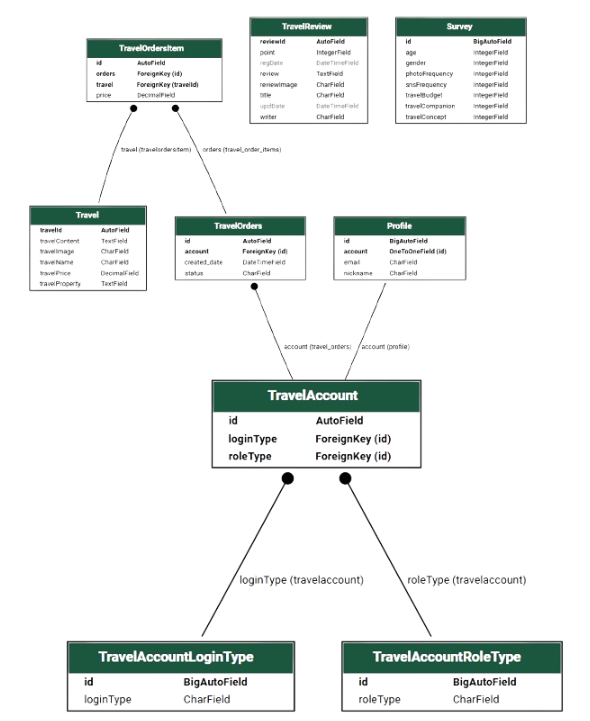 TravelOrdersItem
id AutoField
orders ForeignKey (id)
travel ForeignKey (travelId)
price DecimalField
TravelReview
reviewId AutoField
point IntegerField
regDate DateTimeField
review TextField
reviewImage CharField
title CharField
updDate DateTimeField
writer CharField
Survey
id BigAutoField
age IntegerField
gender IntegerField
photoFrequency IntegerField
snsFrequency IntegerField
travelBudget IntegerField
travelCompanion IntegerField
travelConcept IntegerField
travel (travelordersitem)
orders (travel_order_items)
Travel
travelId AutoField
travelContent TextField
travelImage CharField
travelName CharField
travelPrice DecimalField
travelProperty TextField
TravelOrders
id AutoField
account ForeignKey (id)
created_date DateTimeField
status CharField
Profile
id BigAutoField
account OneToOneField (id)
email CharField
nickname CharField
account (travel_orders)
account (profile)
TravelAccount
id AutoField
loginType ForeignKey (id)
roleType ForeignKey (id)
loginType (travelaccount)
roleType (travelaccount)
TravelAccountLoginType
id BigAutoField
loginType CharField
TravelAccountRoleType
id BigAutoField
roleType CharField